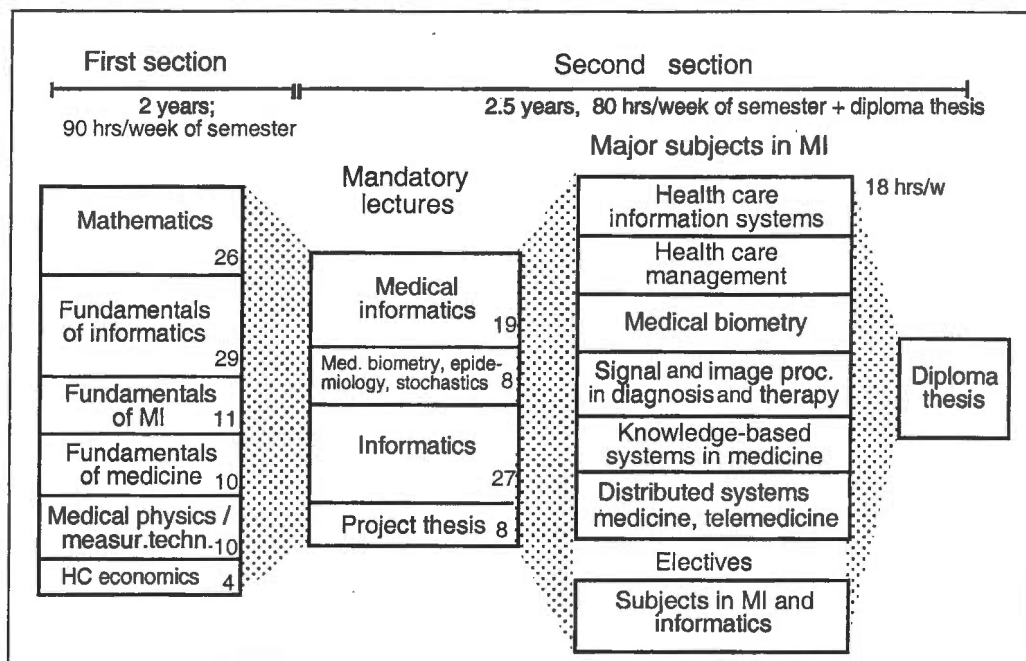 First section
2 years;
90 hrs/week of semester
Second section
2.5 years, 80 hrs/week of semester + diploma thesis
Mathematics
26
Fundamentals
of informatics
29
Fundamentals
of MI
11
Fundamentals
of medicine
10
Medical physics /
measur.techn.
10
HC economics
4
Mandatory
lectures
Medical
informatics
19
Med. biometry, epide-
miology, stochastics
8
Informatics
27
Project thesis
8
Major subjects in MI
18 hrs/w
Health care
information systems
Health care
management
Medical biometry
Signal and image proc.
in diagnosis and therapy
Knowledge-based
systems in medicine
Distributed systems
medicine, telemedicine
Electives
Subjects in MI and
informatics
Diploma
thesis